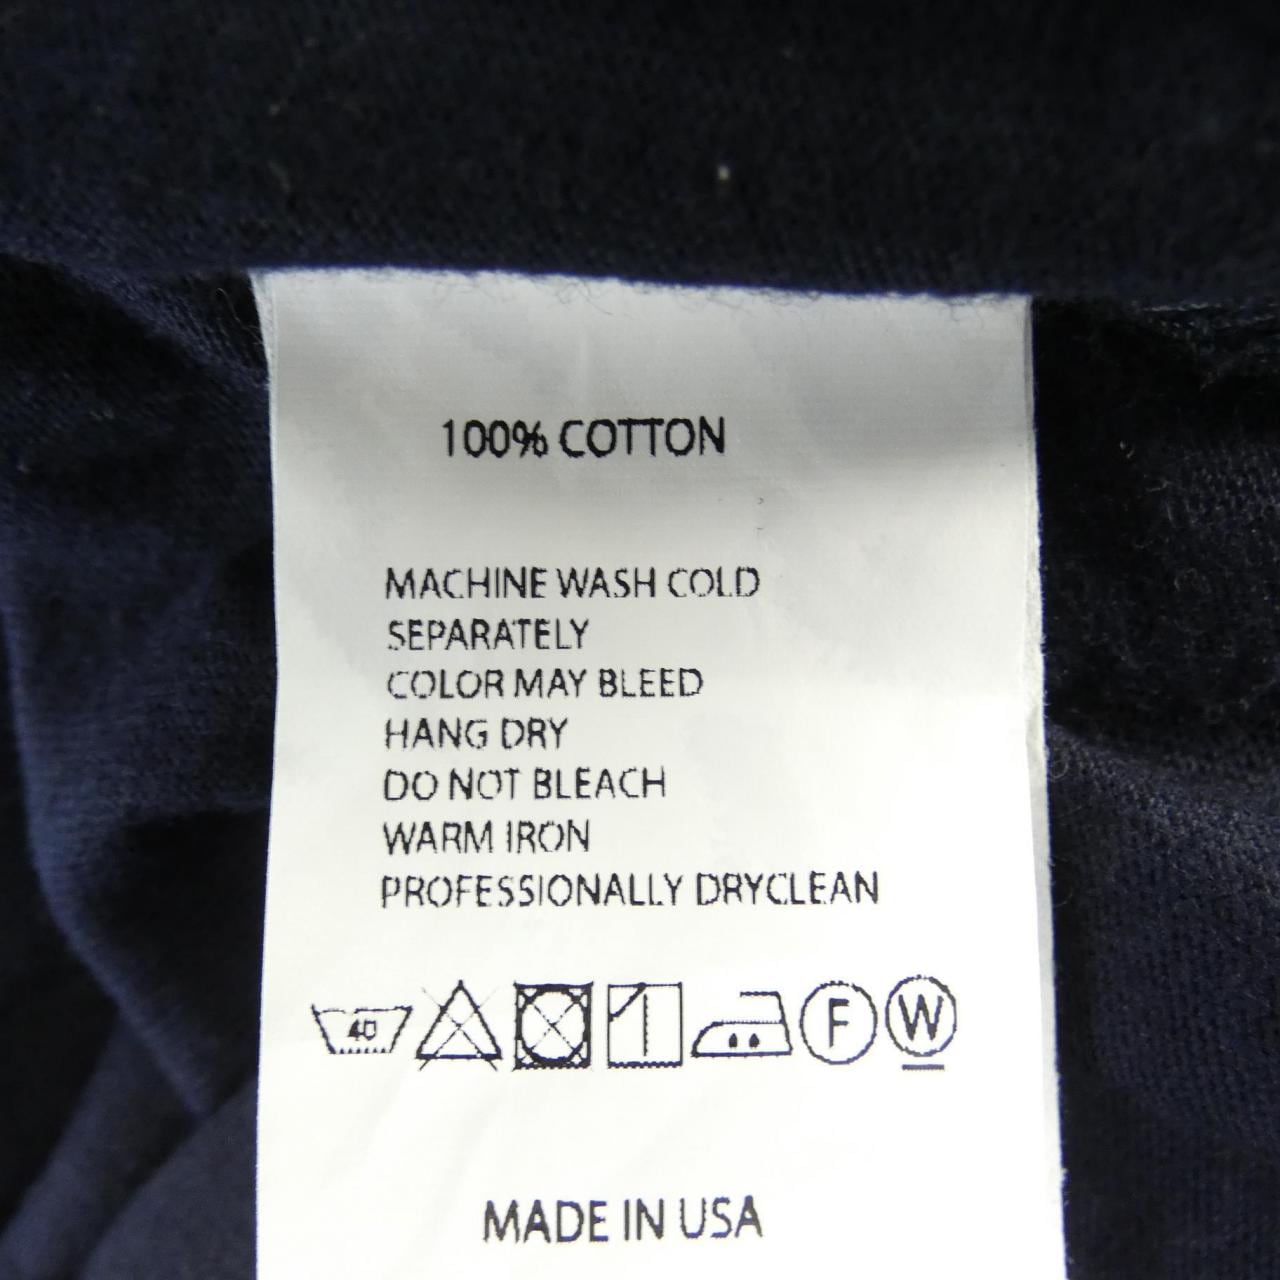 100% COTTON
MACHINE WASH COLD
SEPARATELY
COLOR MAY BLEED
HANG DRY
DO NOT BLEACH
WARM IRON
PROFESSIONALLY DRYCLEAN
40 F W
MADE IN USA